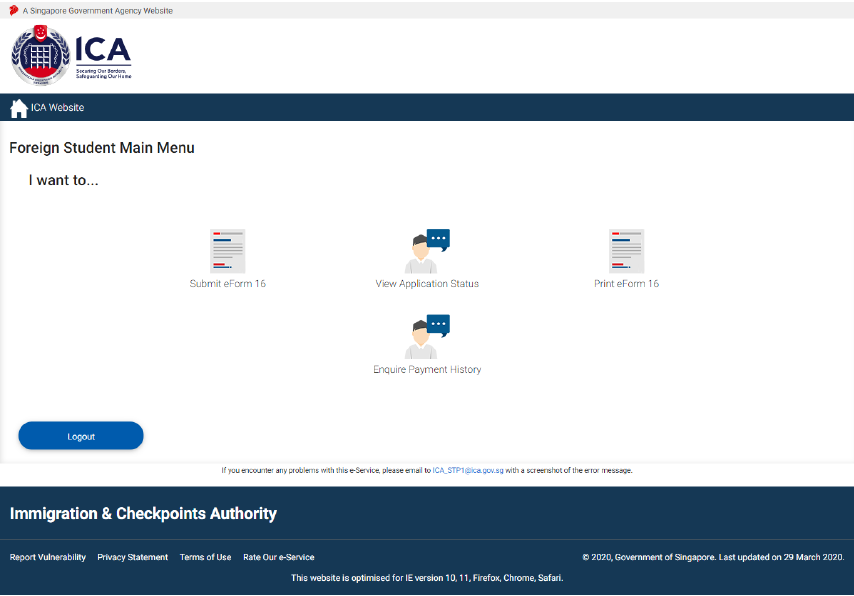 A Singapore Government Agency Website
ICA
Securing Our Borders,
Safeguarding Our Home
ICA Website
Foreign Student Main Menu
I want to...
Submit eForm 16
View Application Status
Print eForm 16
Enquire Payment History
Logout
If you encounter any problems with this e-Service, please email to ICA_STP1@ica.gov.sg with a screenshot of the error message.
Immigration & Checkpoints Authority
Report Vulnerability Privacy Statement Terms of Use Rate Our e-Service © 2020, Government of Singapore. Last updated on 29 March 2020.
This website is optimised for IE version 10, 11, Firefox, Chrome, Safari.